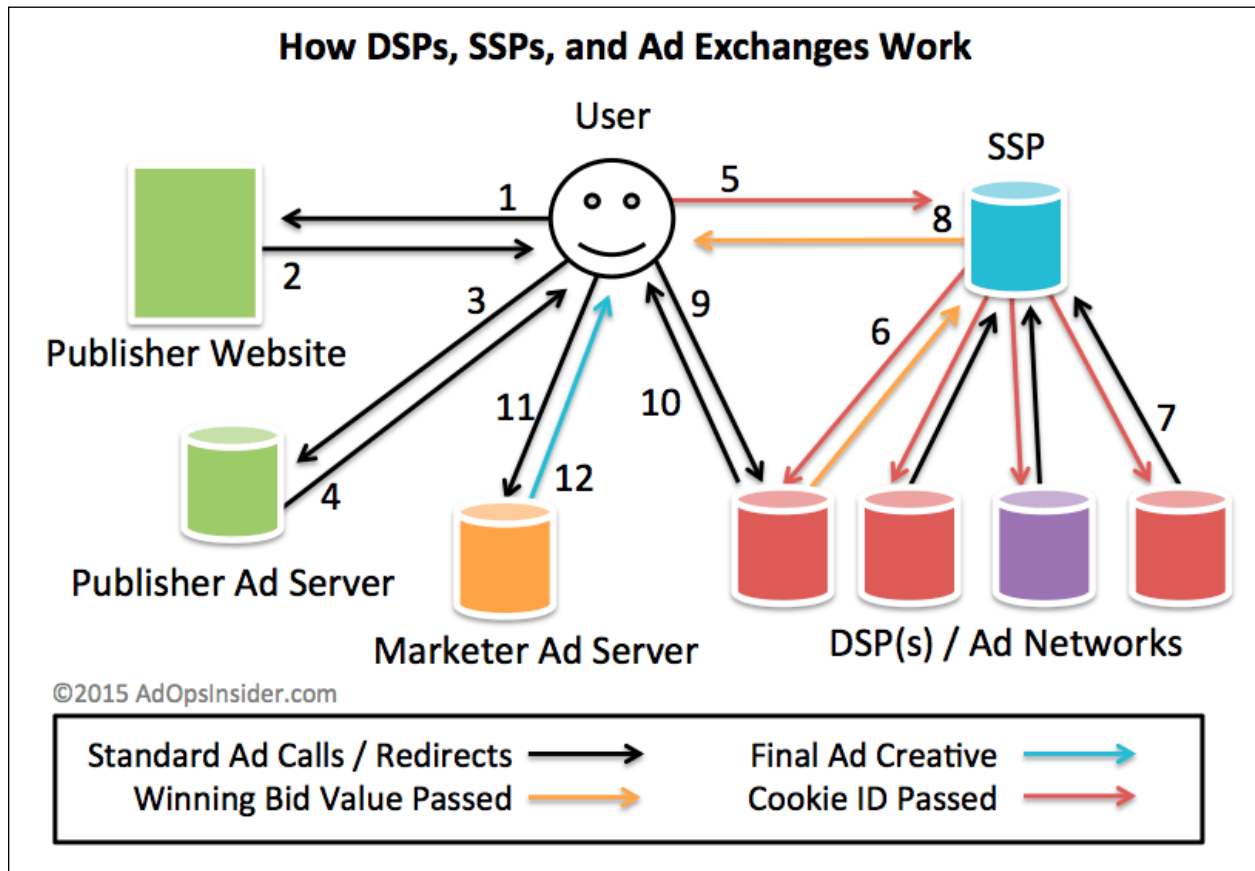 How DSPs, SSPs, and Ad Exchanges Work
User
SSP
1
5
8
2
3
9
6
Publisher Website
11
10
7
4
12
Publisher Ad Server
Marketer Ad Server
DSP(s) / Ad Networks
©2015 AdOpsInsider.com
Standard Ad Calls / Redirects
Final Ad Creative
Winning Bid Value Passed
Cookie ID Passed